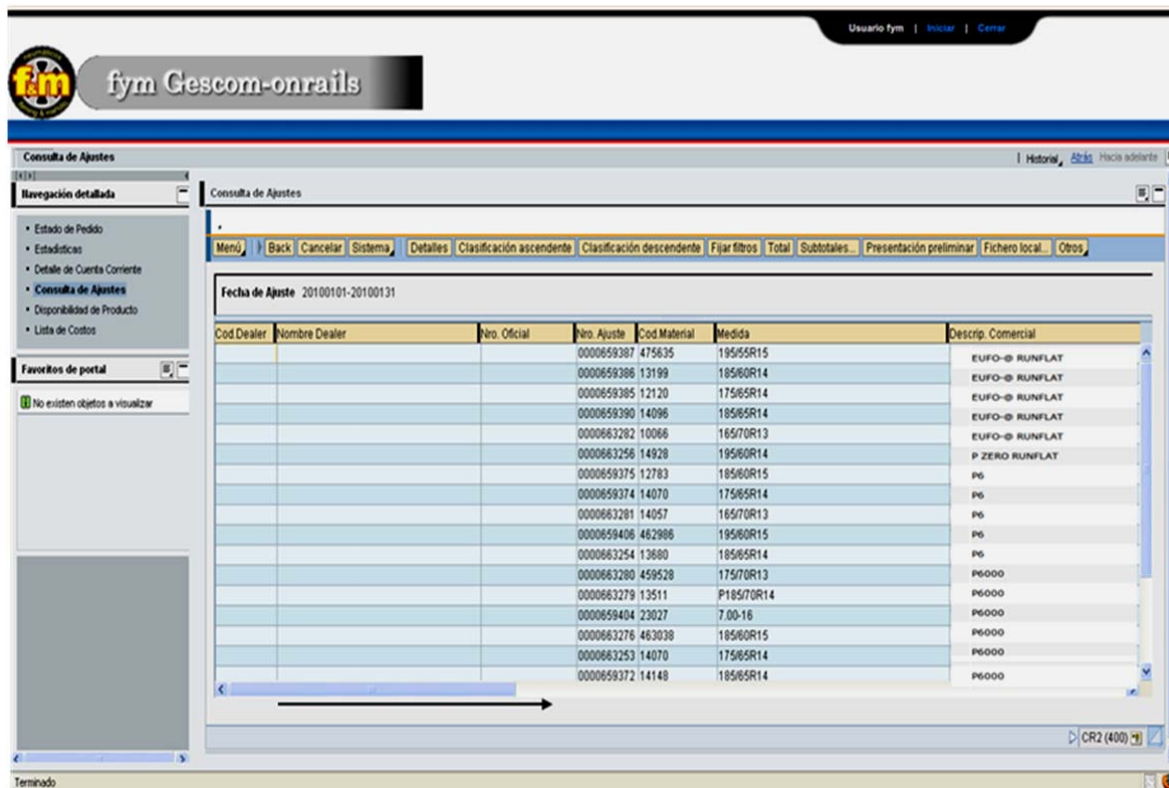 Usuario fym | Iniciar | Cerrar
f&m
fym Gescom-onrails
Consulta de Ajustes
| Historial Atrás Hacia adelante
Navegación detallada
Estado de Pedido
Estadísticas
Detalle de Cuenta Corriente
Consulta de Ajustes
Disponibilidad de Producto
Lista de Costos
Favoritos de portal
No existen objetos a visualizar
Consulta de Ajustes
Menú Back Cancelar Sistema Detalles Clasificación ascendente Clasificación descendente Fijar filtros Total Subtotales... Presentación preliminar Fichero local... Otros
Fecha de Ajuste 20100101-20100131
Cod.Dealer Nombre Dealer Nro. Oficial Nro. Ajuste Cod.Material Medida Descrip. Comercial
0000659387 475635 195/55R15 EUFO-@ RUNFLAT
0000659386 13199 185/60R14 EUFO-@ RUNFLAT
0000659385 12120 175/65R14 EUFO-@ RUNFLAT
0000659390 14096 185/65R14 EUFO-@ RUNFLAT
0000663282 10066 165/70R13 EUFO-@ RUNFLAT
0000663256 14928 195/60R14 P ZERO RUNFLAT
0000659375 12783 185/60R15 P6
0000659374 14070 175/65R14 P6
0000663281 14057 165/70R13 P6
0000659406 462986 195/60R15 P6
0000663254 13680 185/65R14 P6
0000663280 459528 175/70R13 P6000
0000663279 13511 P185/70R14 P6000
0000659404 23027 7.00-16 P6000
0000663276 463038 185/60R15 P6000
0000663253 14070 175/65R14 P6000
0000659372 14148 185/65R14 P6000
CR2 (400)
Terminado